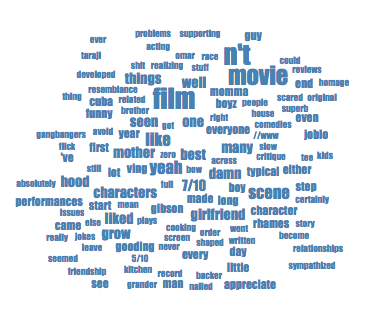 problems supporting
ever guy
acting
n't
taraji omar race could
shit realizing stuff reviews
developed things well movie end homage
resemblance momma
thing cuba related film boyz people scared original
funny brother right house superb
seen got one everyone comedies even
gangbangers avoid year like //www joblo
flick first mother zero best many slow
've across critique tee kids
still lot ving yeah bow damn typical either
absolutely hood full 7/10 boy step
characters made long scene certainly
performances start mean gibson girlfriend character
issues liked plays rhames story
came else cooking order went become
really jokes grow screen shaped written
leave gooding never day relationships
seemed 5/10 every
friendship kitchen record backer little sympathized
see grander man nailed appreciate